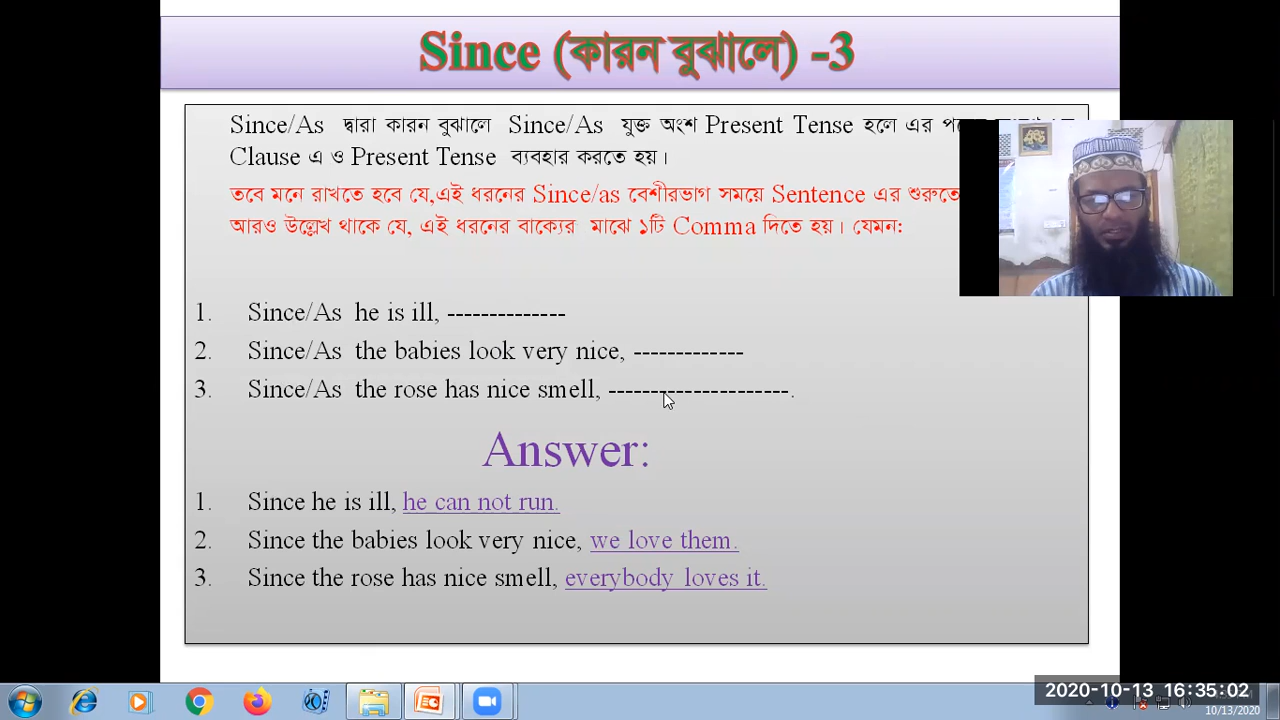 Since (কারন বুঝালে) -3
Since/As দ্বারা কারন বুঝালে Since/As যুক্ত অংশ Present Tense হলে এর
Clause এ ও Present Tense ব্যবহার করতে হয়।
তবে মনে রাখতে হবে যে,এই ধরনের Since/as বেশীরভাগ সময়ে Sentence এর শুরুতে
আরও উল্লেখ থাকে যে, এই ধরনের বাক্যের মাঝে ১টি Comma দিতে হয়। যেমন:
1. Since/As he is ill, --------------
2. Since/As the babies look very nice, -------------
3. Since/As the rose has nice smell, ----------------------.
Answer:
1. Since he is ill, he can not run.
2. Since the babies look very nice, we love them.
3. Since the rose has nice smell, everybody loves it.
2020-10-13 16:35:02
10/13/2020